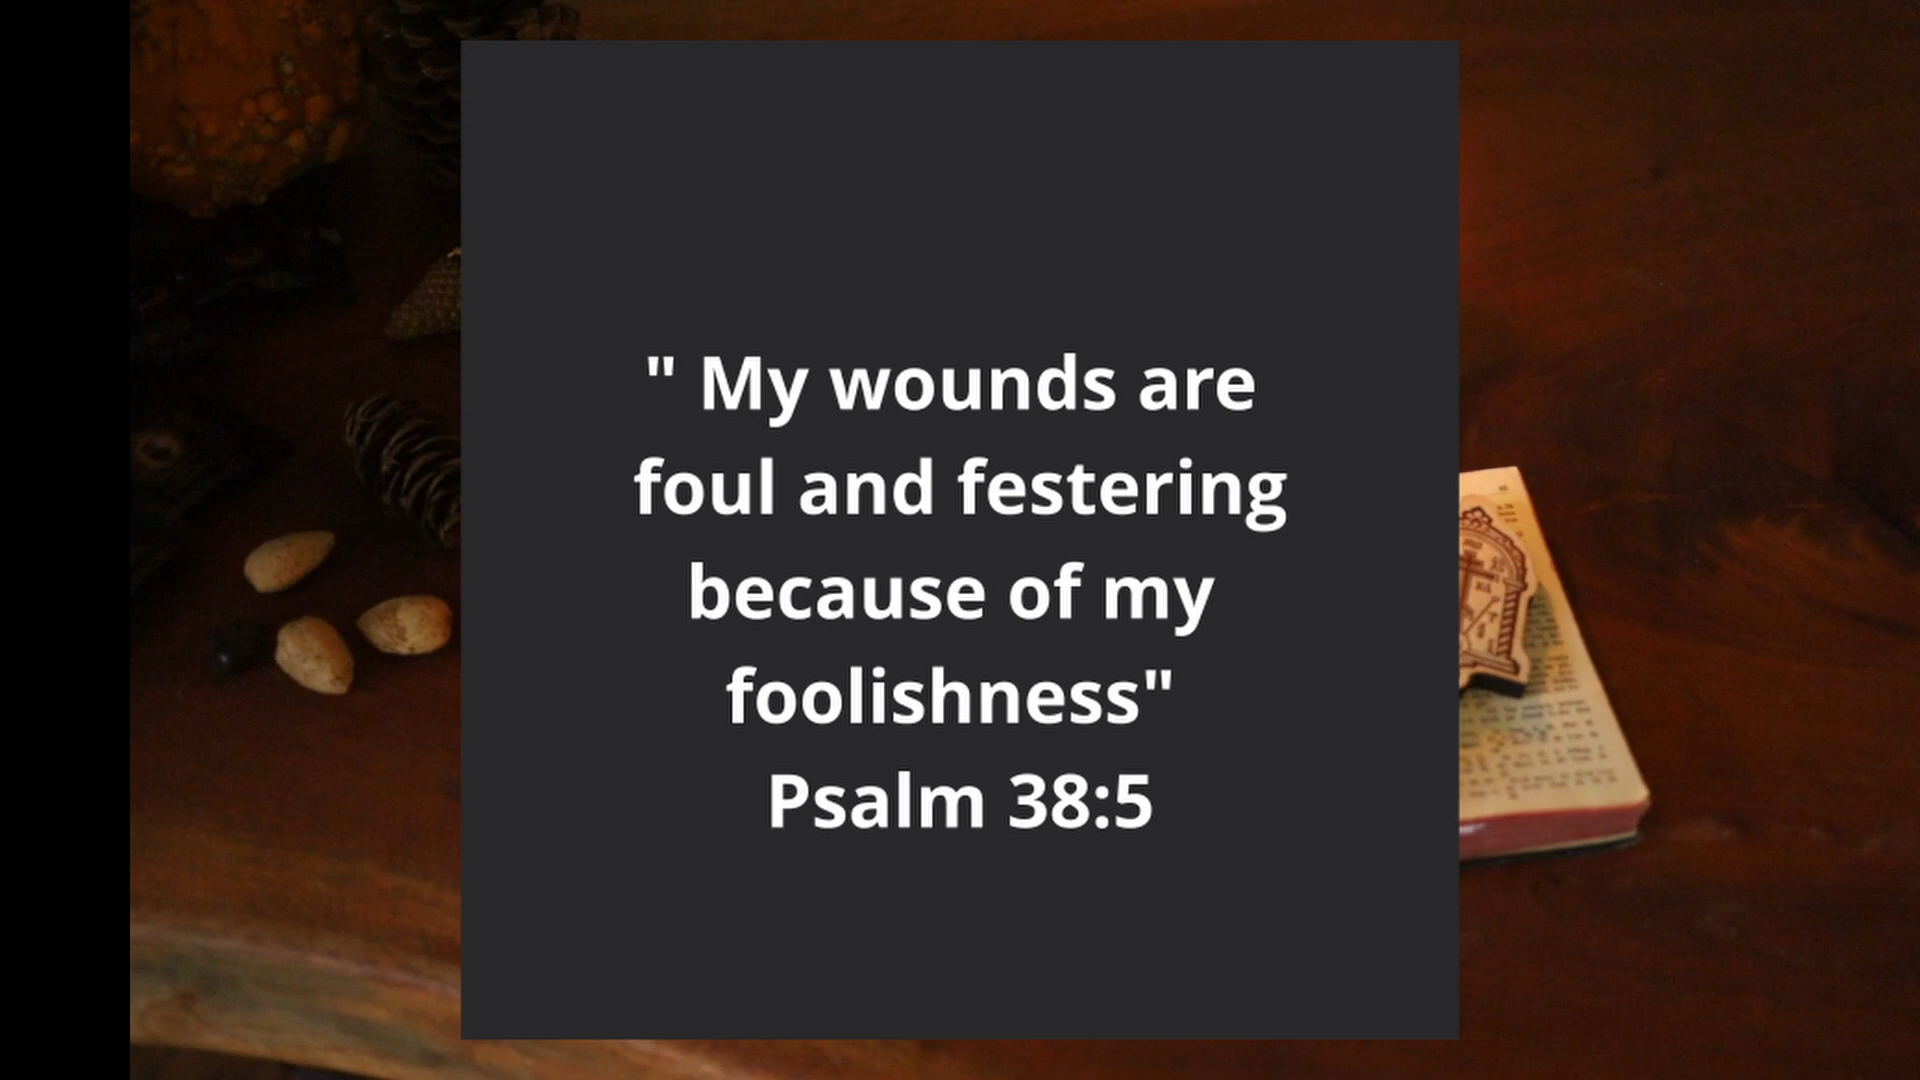 " My wounds are
foul and festering
because of my
foolishness"
Psalm 38:5